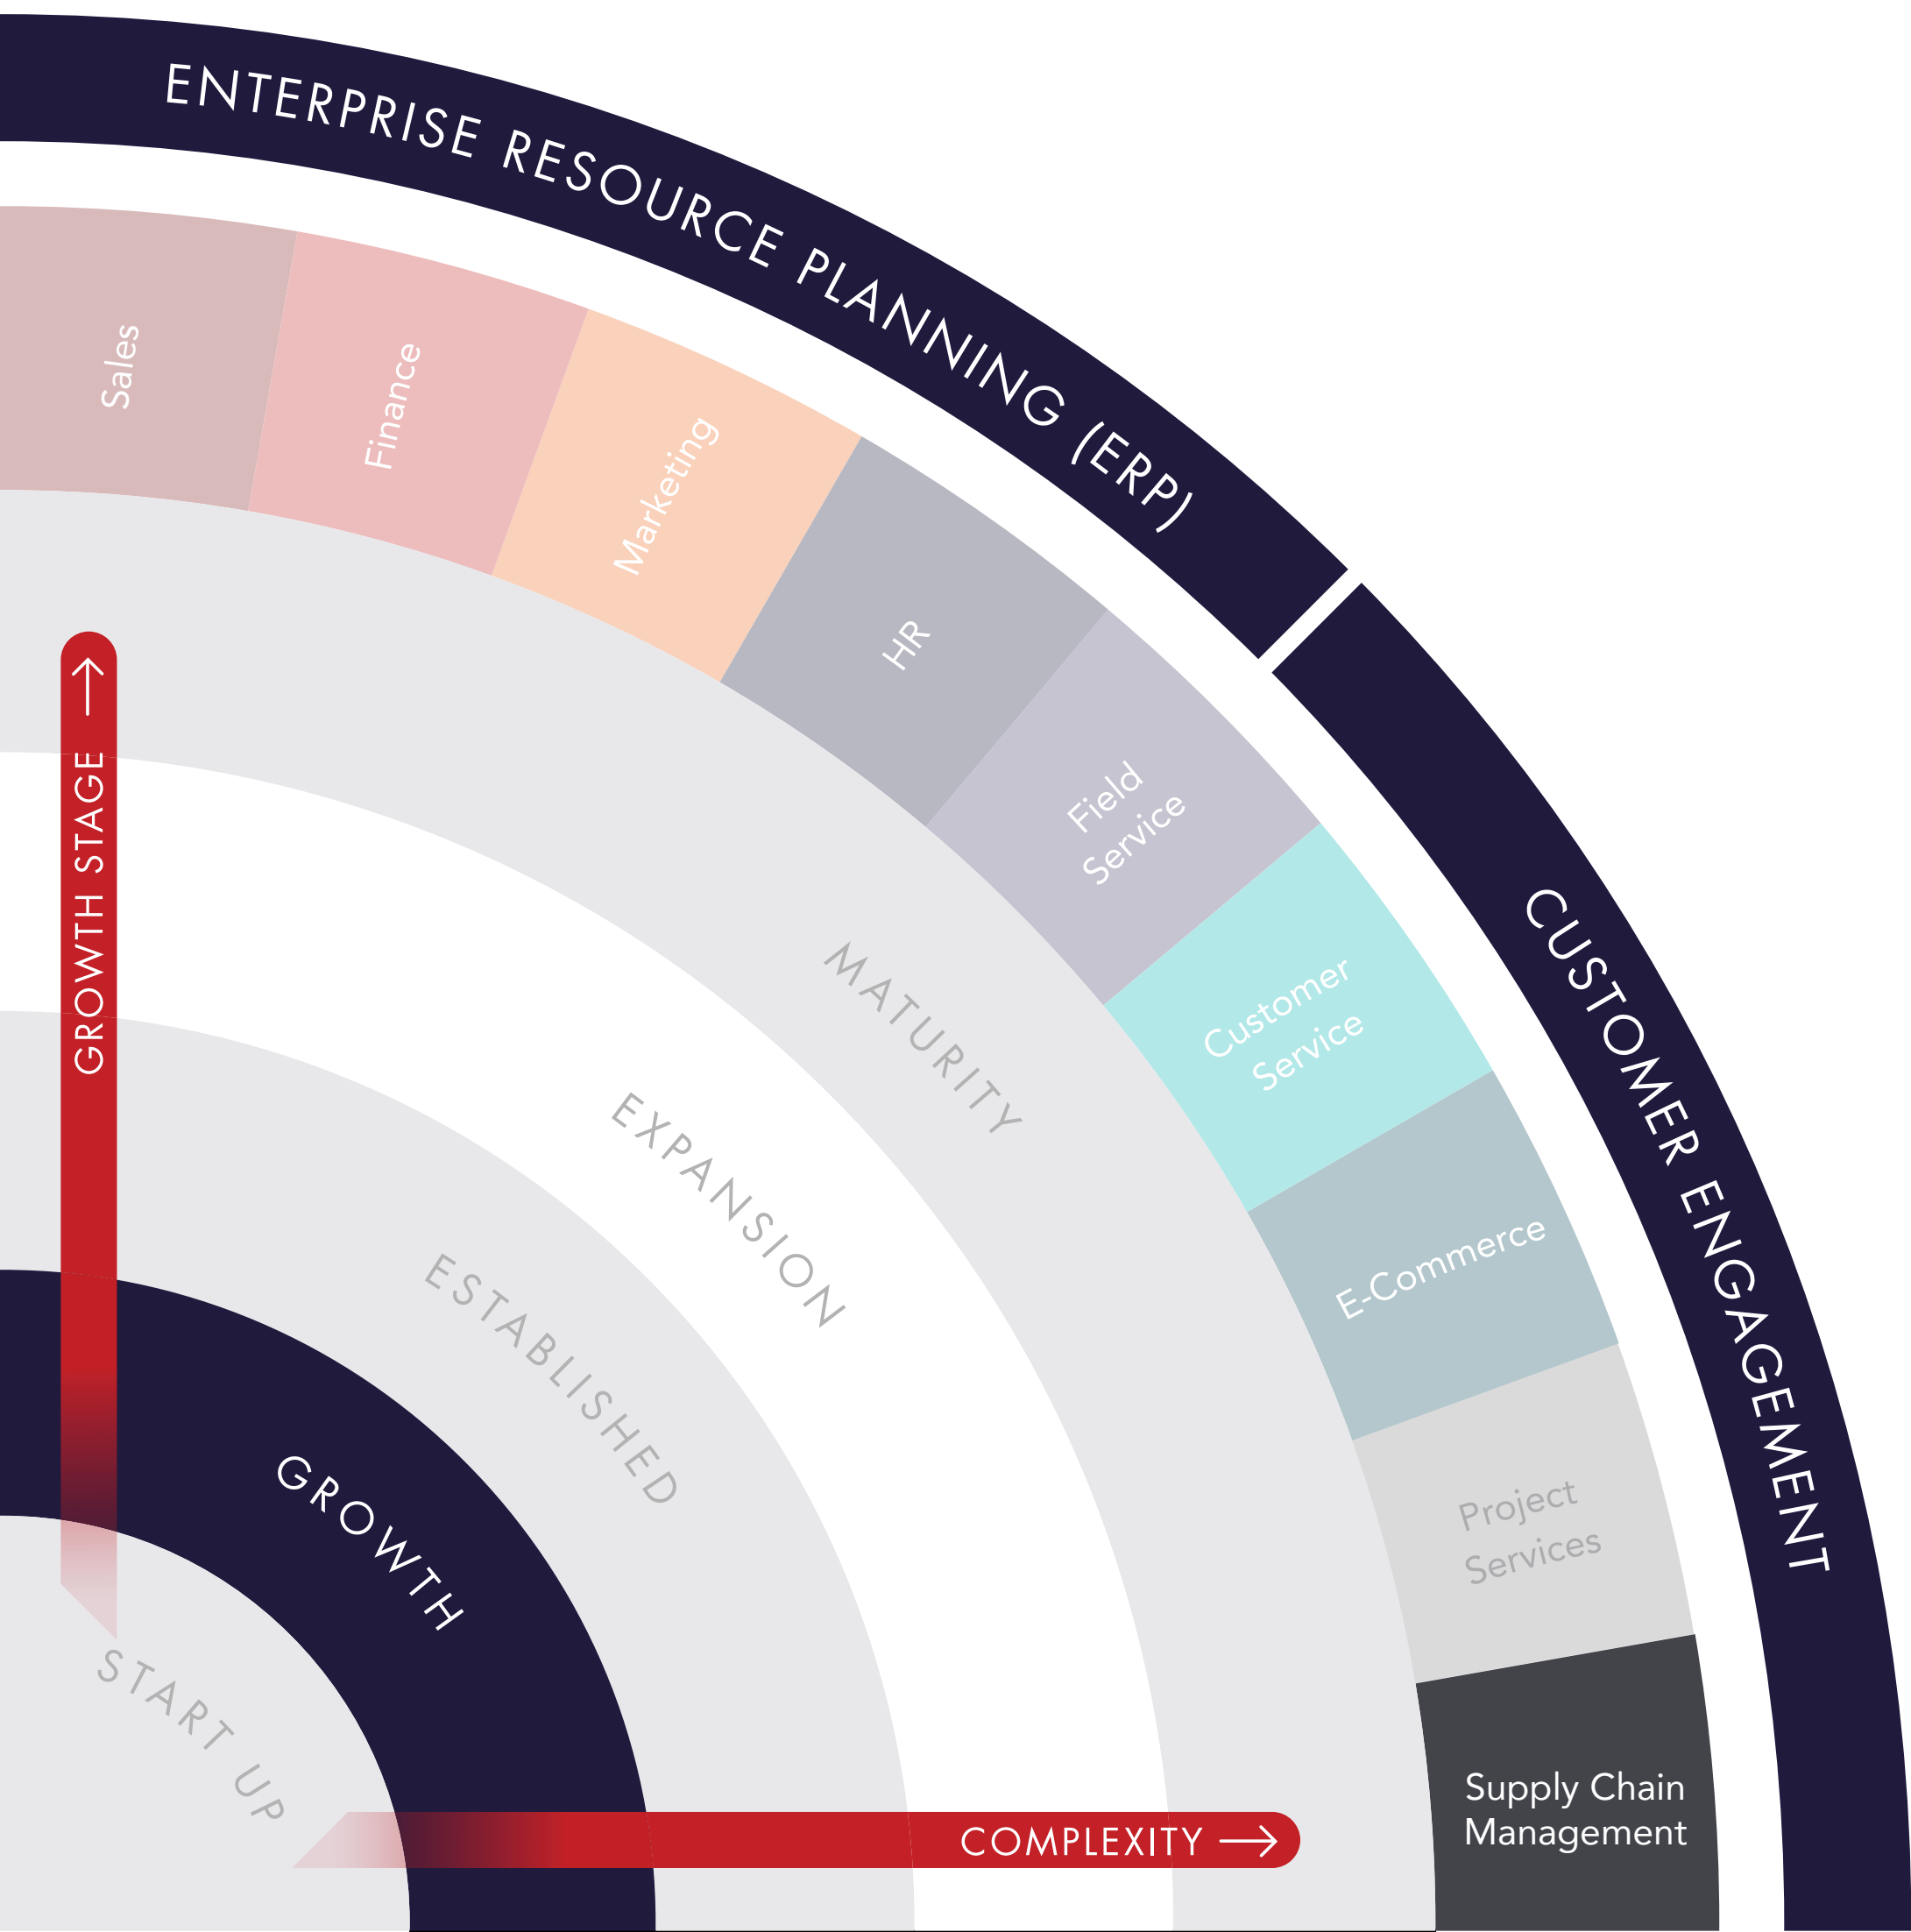 ENTERPRISE RESOURCE PLANNING (ERP)
CUSTOMER ENGAGEMENT
Sales
Finance
Marketing
HR
Field
Service
Customer
Service
E-Commerce
Project
Services
Supply Chain
Management
GROWTH STAGE
MATURITY
EXPANSION
ESTABLISHED
GROWTH
START UP
COMPLEXITY